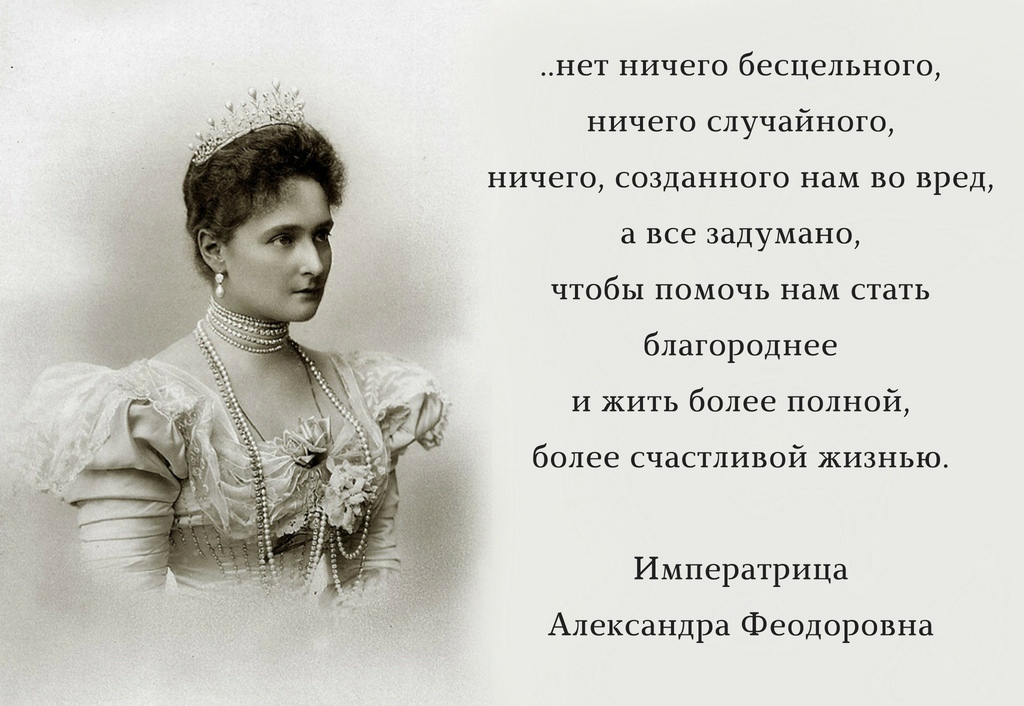 ..нет ничего бесцельного,
ничего случайного,
ничего, созданного нам во вред,
а все задумано,
чтобы помочь нам стать
благороднее
и жить более полной,
более счастливой жизнью.
Императрица
Александра Феодоровна